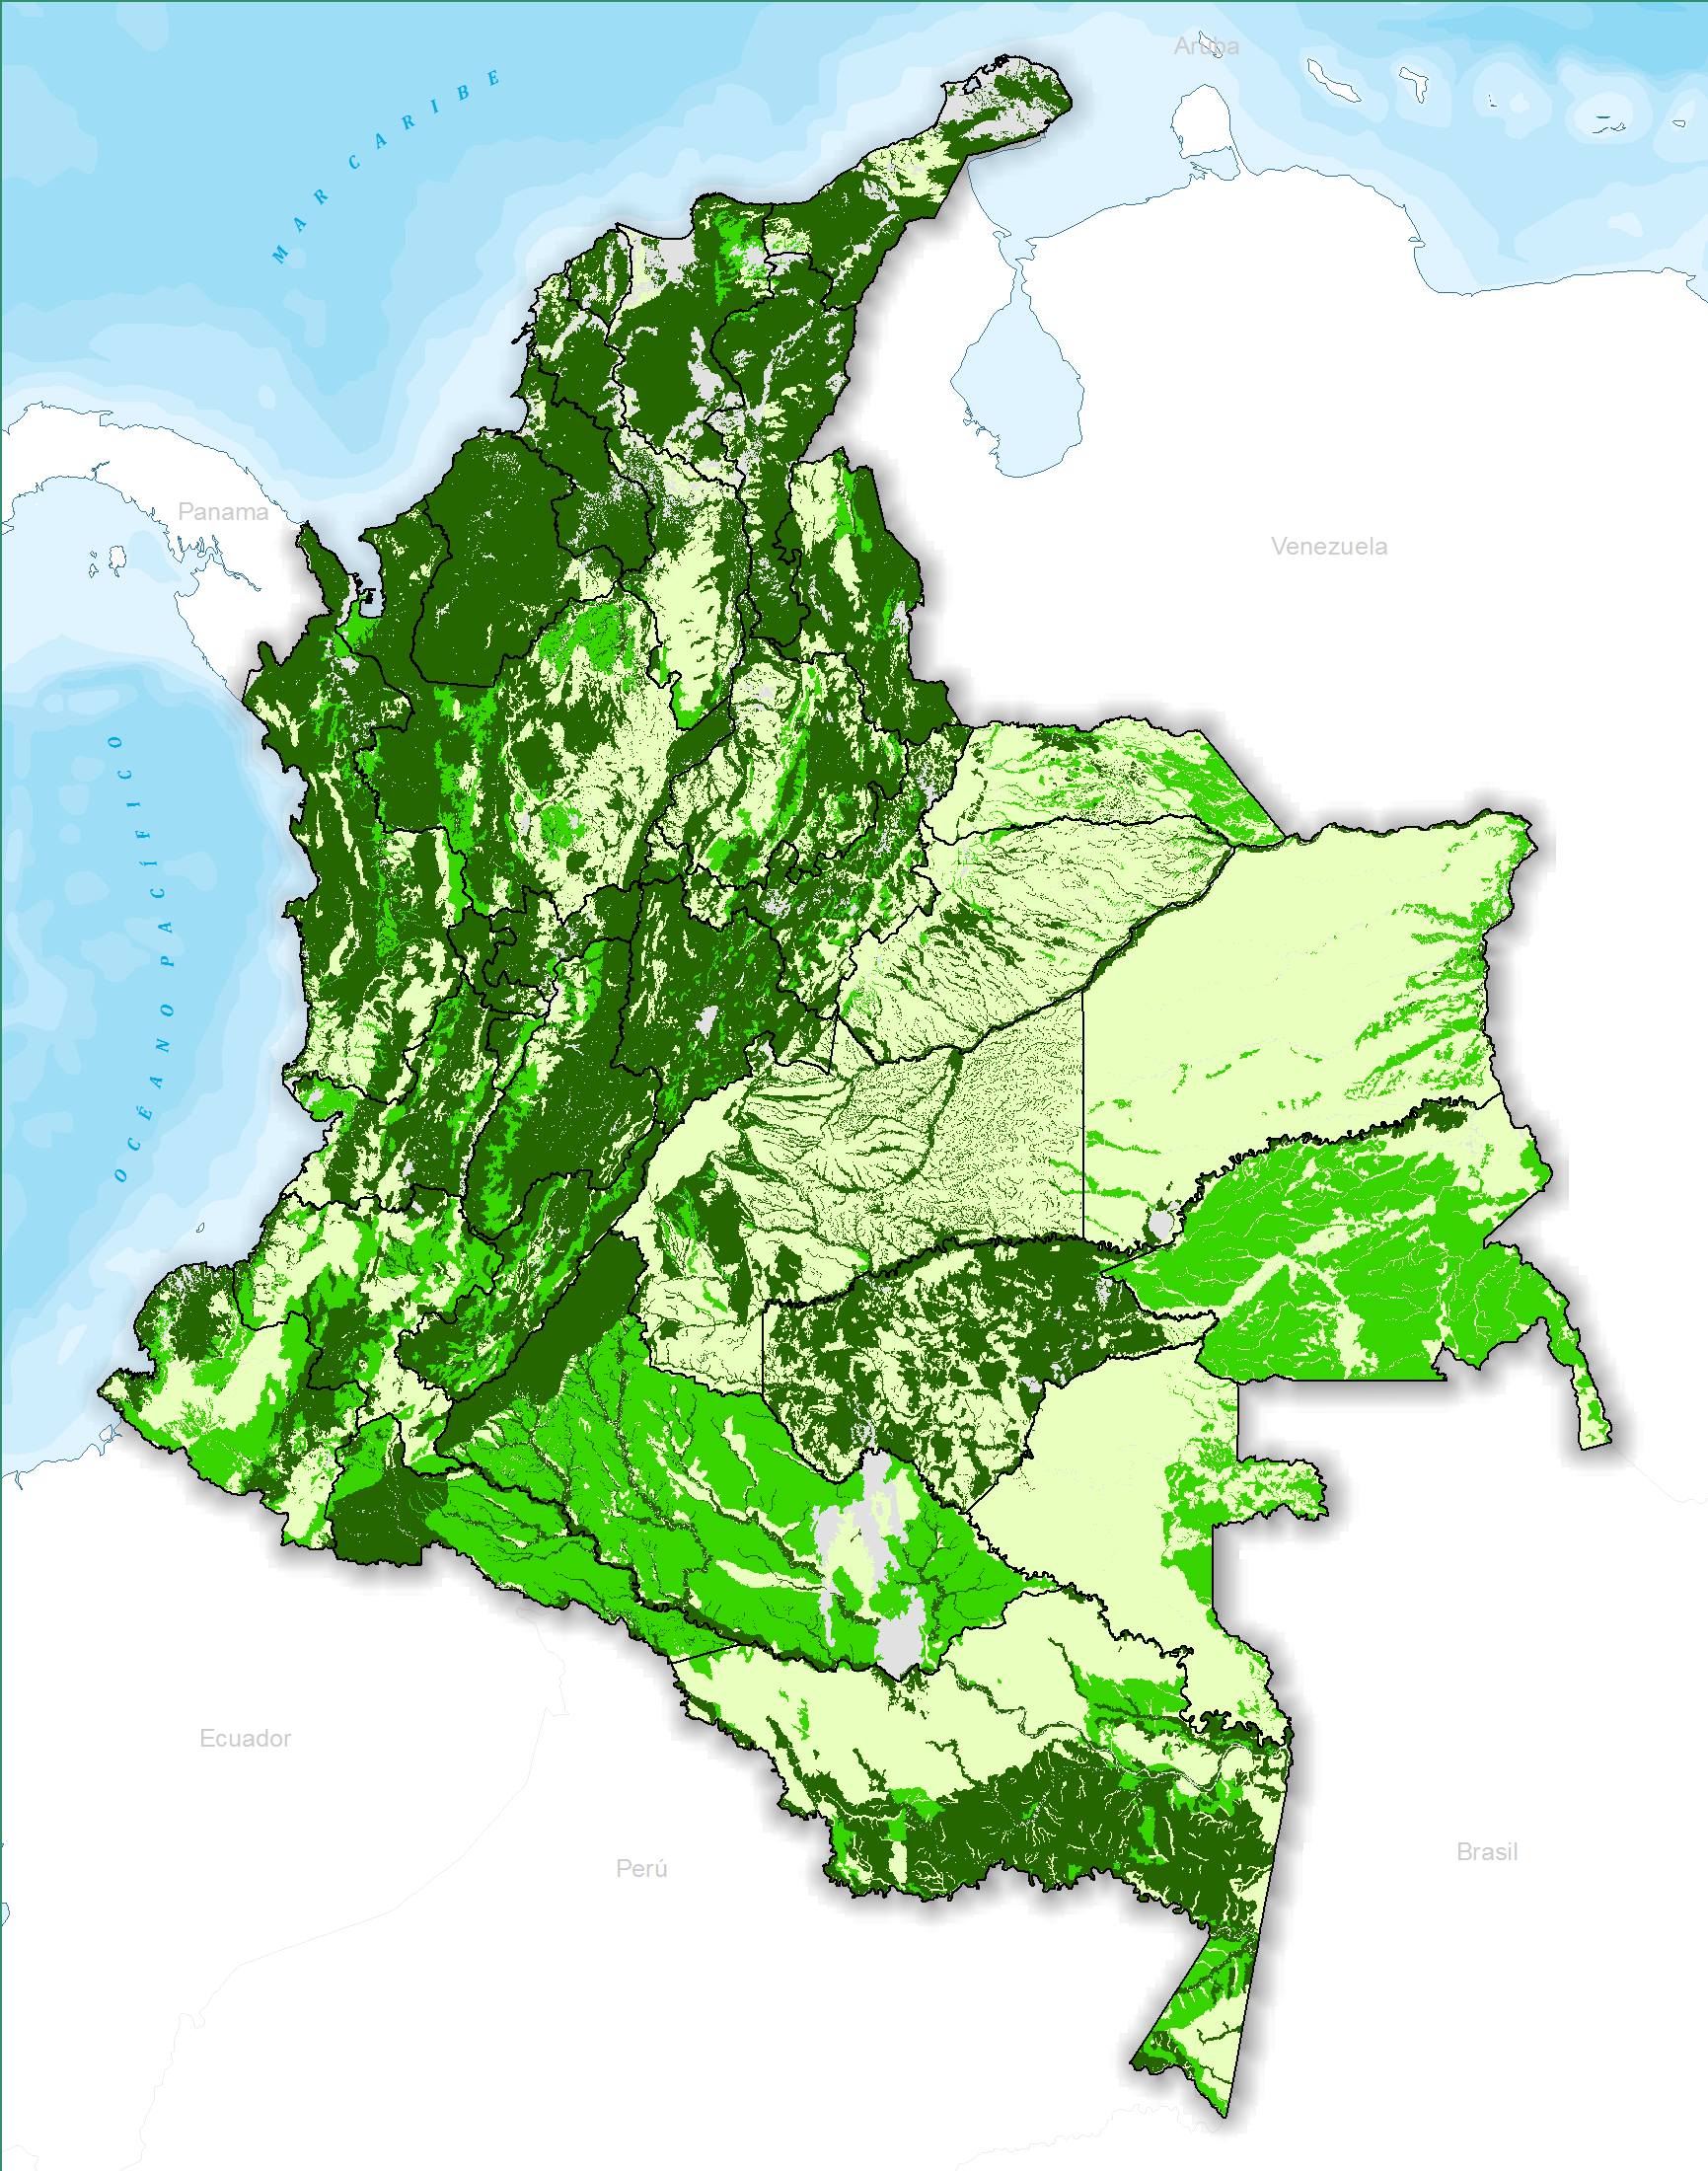 Aruba
MAR CARIBE
Panama
Venezuela
OCÉANO PACÍFICO
Ecuador
Perú
Brasil